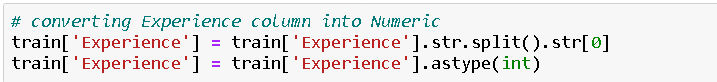 # converting Experience column into Numeric
train['Experience'] = train['Experience'].str.split().str[0]
train['Experience'] = train['Experience'].astype(int)